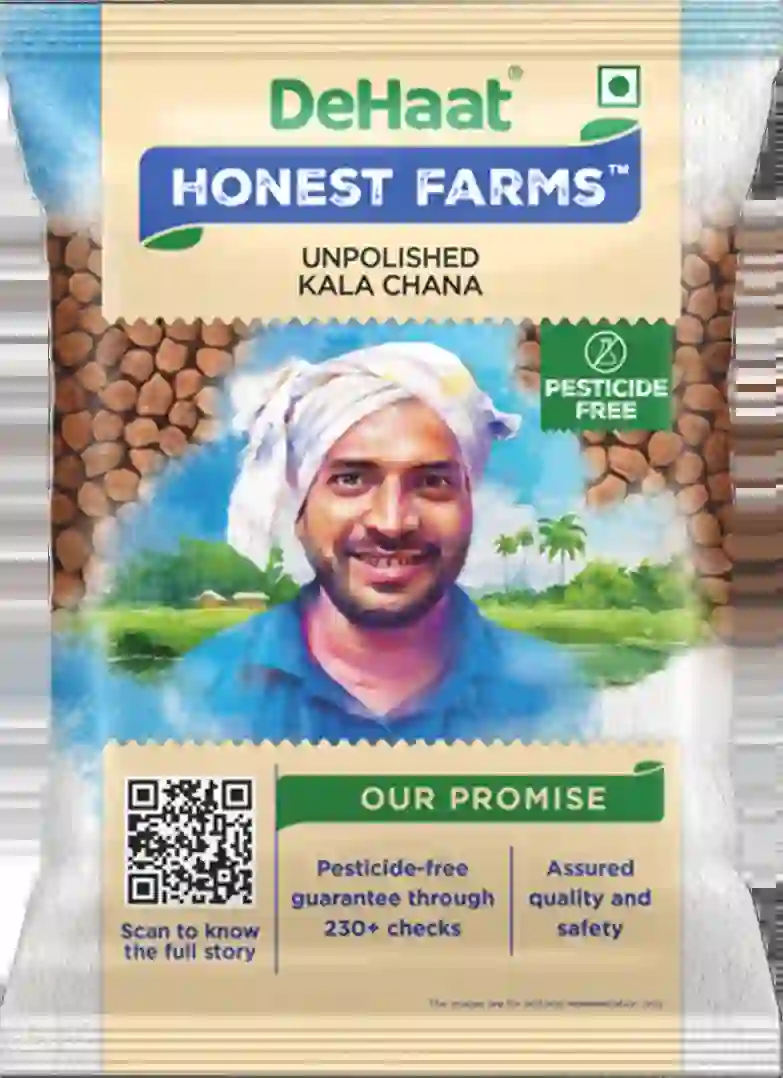 DeHaat®
HONEST FARMS™
UNPOLISHED
KALA CHANA
PESTICIDE
FREE
OUR PROMISE
Pesticide-free
guarantee through
230+ checks
Assured
quality and
safety
Scan to know
the full story
The images are for pictorial representation only